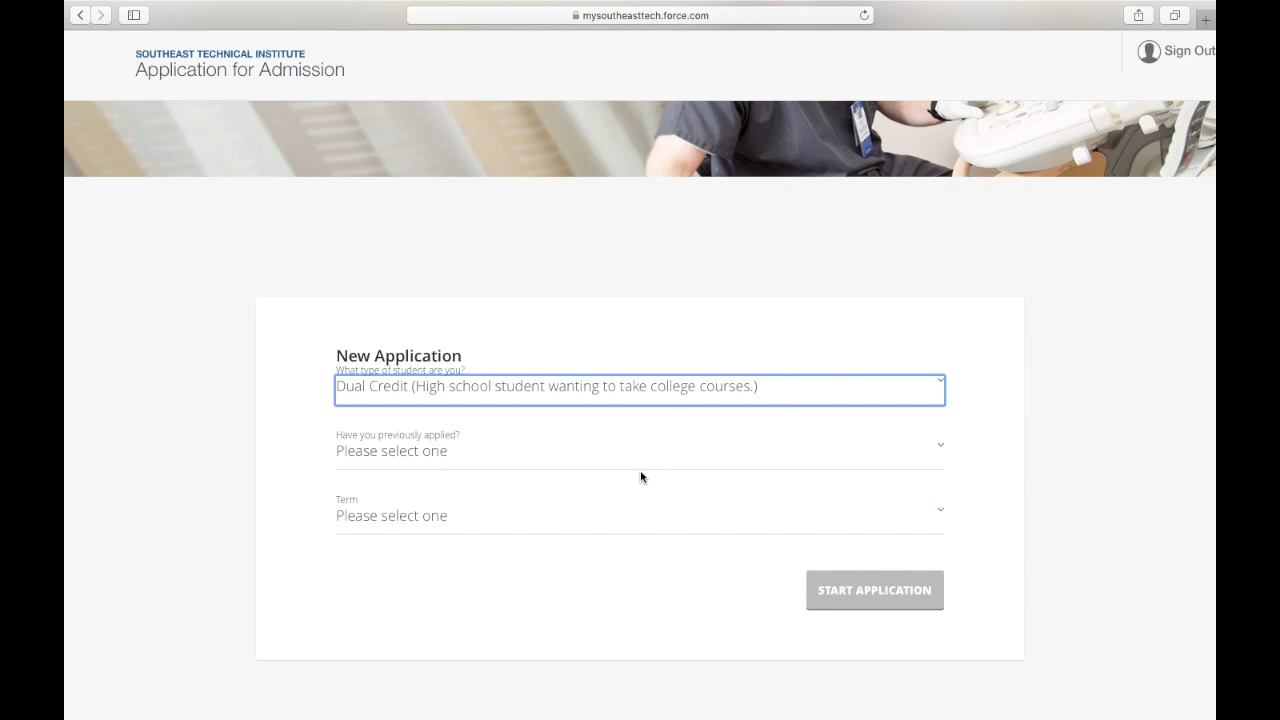 mysoutheasttech.force.com
SOUTHEAST TECHNICAL INSTITUTE
Application for Admission
Sign Out
New Application
What type of student are you?
Dual Credit (High school student wanting to take college courses.)
Have you previously applied?
Please select one
Term
Please select one
START APPLICATION